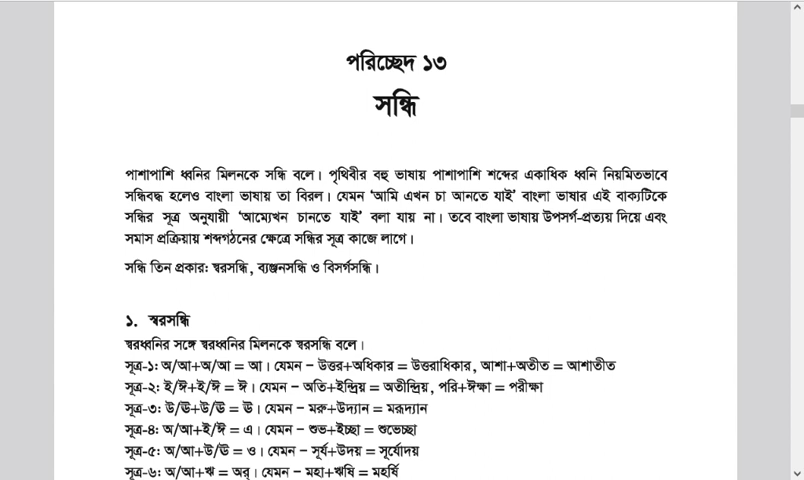 পরিচ্ছেদ ১৩
সন্ধি
পাশাপাশি ধ্বনির মিলনকে সন্ধি বলে। পৃথিবীর বহু ভাষায় পাশাপাশি শব্দের একাধিক ধ্বনি নিয়মিতভাবে
সন্ধিবদ্ধ হলেও বাংলা ভাষায় তা বিরল। যেমন ‘আমি এখন চা আনতে যাই’ বাংলা ভাষার এই বাক্যটিকে
সন্ধির সূত্র অনুযায়ী ‘আম্যেখন চানতে যাই’ বলা যায় না। তবে বাংলা ভাষায় উপসর্গ-প্রত্যয় দিয়ে এবং
সমাস প্রক্রিয়ায় শব্দগঠনের ক্ষেত্রে সন্ধির সূত্র কাজে লাগে।
সন্ধি তিন প্রকার: স্বরসন্ধি, ব্যঞ্জনসন্ধি ও বিসর্গসন্ধি।
১. স্বরসন্ধি
স্বরধ্বনির সঙ্গে স্বরধ্বনির মিলনকে স্বরসন্ধি বলে।
সূত্র-১: অ/আ+অ/আ = আ। যেমন – উত্তর+অধিকার = উত্তরাধিকার, আশা+অতীত = আশাতীত
সূত্র-২: ই/ঈ+ই/ঈ = ঈ। যেমন – অতি+ইন্দ্রিয় = অতীন্দ্রিয়, পরি+ঈক্ষা = পরীক্ষা
সূত্র-৩: উ/ঊ+উ/ঊ = ঊ। যেমন – মরু+উদ্যান = মরূদ্যান
সূত্র-৪: অ/আ+ই/ঈ = এ। যেমন – শুভ+ইচ্ছা = শুভেচ্ছা
সূত্র-৫: অ/আ+উ/ঊ = ও। যেমন – সূর্য+উদয় = সূর্যোদয়
সূত্র-৬: অ/আ+ঋ = অর্। যেমন – মহা+ঋষি = মহর্ষি